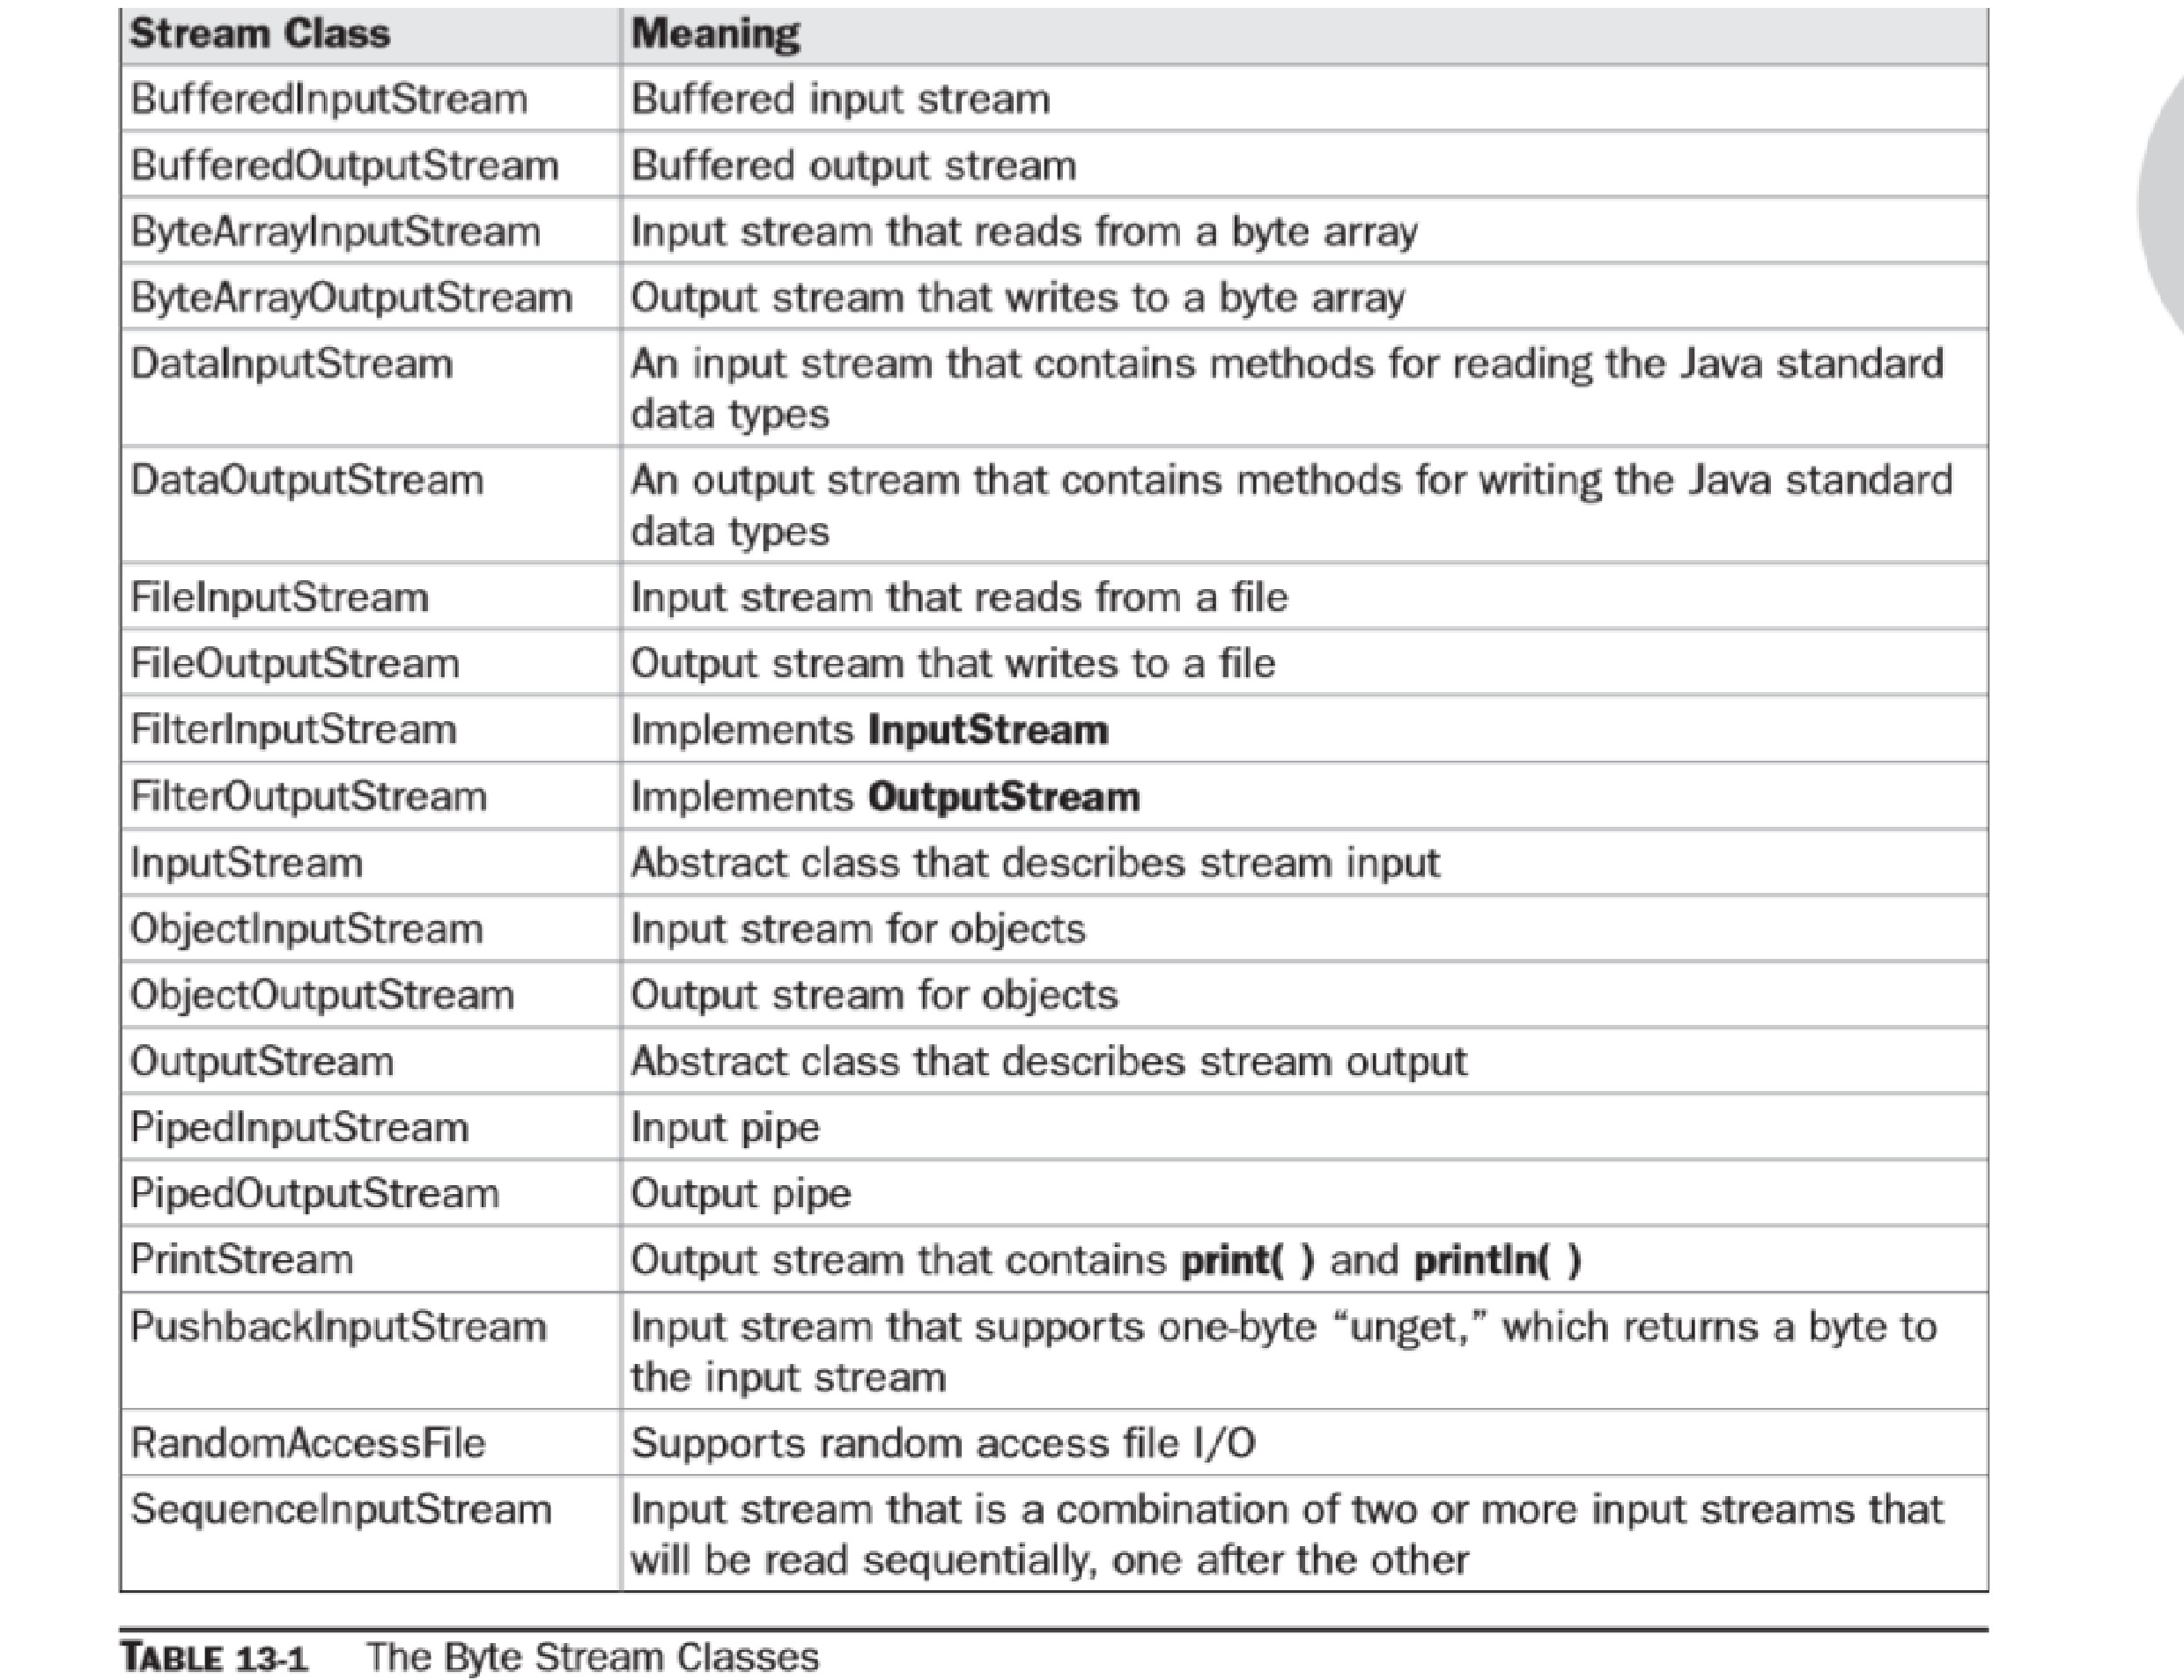 Stream Class Meaning
BufferedInputStream Buffered input stream
BufferedOutputStream Buffered output stream
ByteArrayInputStream Input stream that reads from a byte array
ByteArrayOutputStream Output stream that writes to a byte array
DataInputStream An input stream that contains methods for reading the Java standard
data types
DataOutputStream An output stream that contains methods for writing the Java standard
data types
FileInputStream Input stream that reads from a file
FileOutputStream Output stream that writes to a file
FilterInputStream Implements InputStream
FilterOutputStream Implements OutputStream
InputStream Abstract class that describes stream input
ObjectInputStream Input stream for objects
ObjectOutputStream Output stream for objects
OutputStream Abstract class that describes stream output
PipedInputStream Input pipe
PipedOutputStream Output pipe
PrintStream Output stream that contains print( ) and println( )
PushbackInputStream Input stream that supports one-byte “unget,” which returns a byte to
the input stream
RandomAccessFile Supports random access file I/O
SequenceInputStream Input stream that is a combination of two or more input streams that
will be read sequentially, one after the other
TABLE 13-1 The Byte Stream Classes